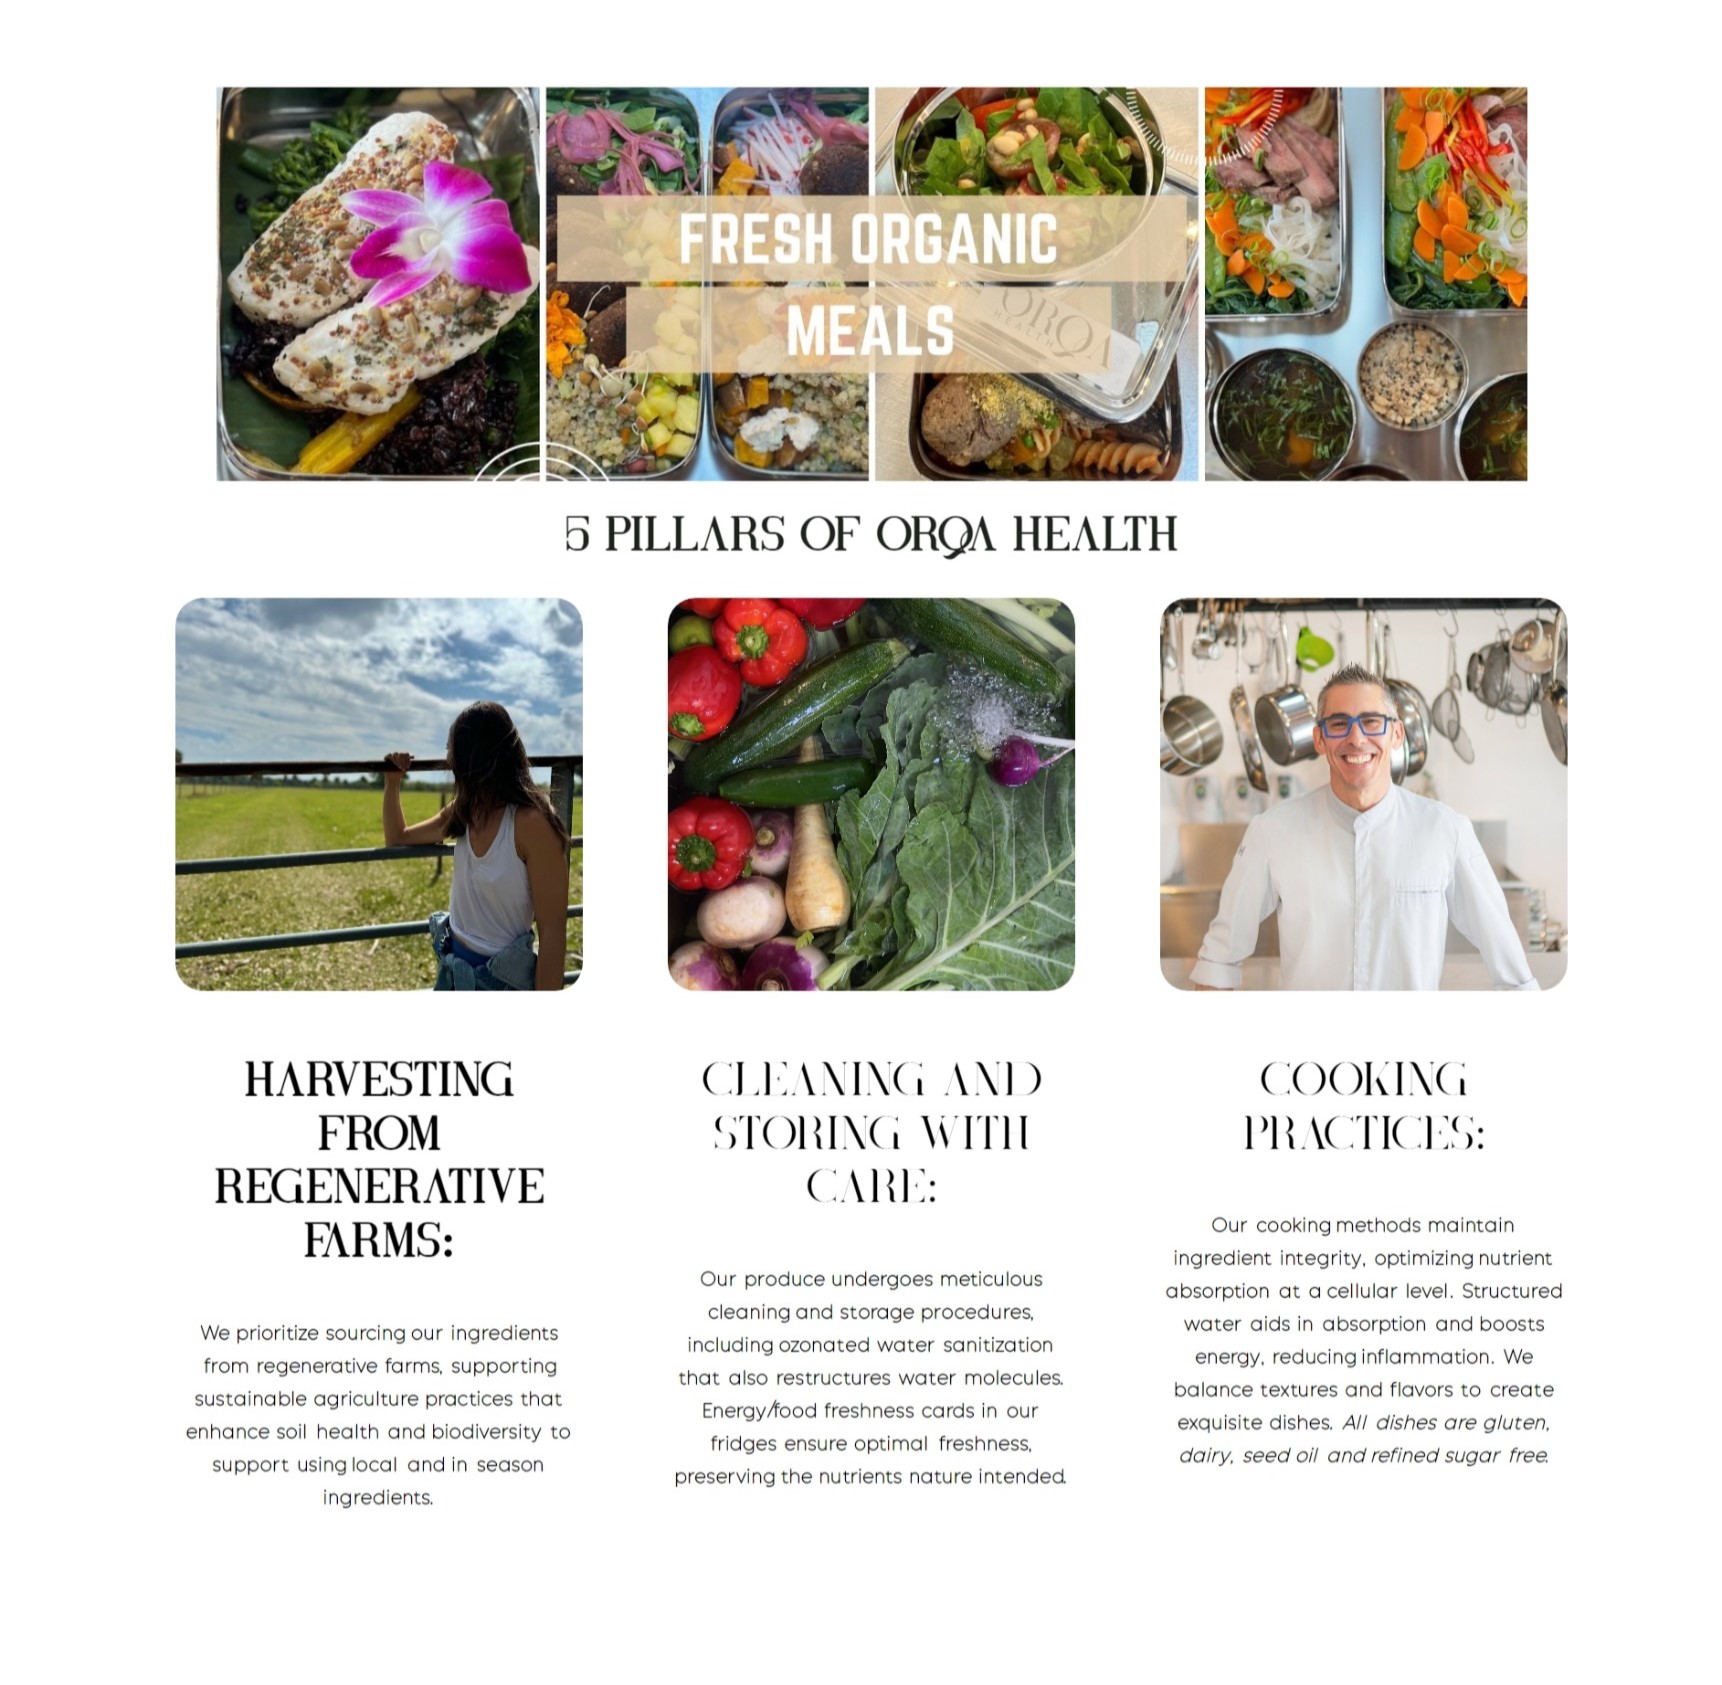 FRESH ORGANIC
MEALS
ORQA
HEALTH
5 PILLARS OF ORQA HEALTH
HARVESTING
FROM
REGENERATIVE
FARMS:
We prioritize sourcing our ingredients
from regenerative farms, supporting
sustainable agriculture practices that
enhance soil health and biodiversity to
support using local and in season
ingredients.
CLEANING AND
STORING WITH
CARE:
Our produce undergoes meticulous
cleaning and storage procedures,
including ozonated water sanitization
that also restructures water molecules.
Energy/food freshness cards in our
fridges ensure optimal freshness,
preserving the nutrients nature intended.
COOKING
PRACTICES:
Our cooking methods maintain
ingredient integrity, optimizing nutrient
absorption at a cellular level. Structured
water aids in absorption and boosts
energy, reducing inflammation. We
balance textures and flavors to create
exquisite dishes. All dishes are gluten,
dairy, seed oil and refined sugar free.